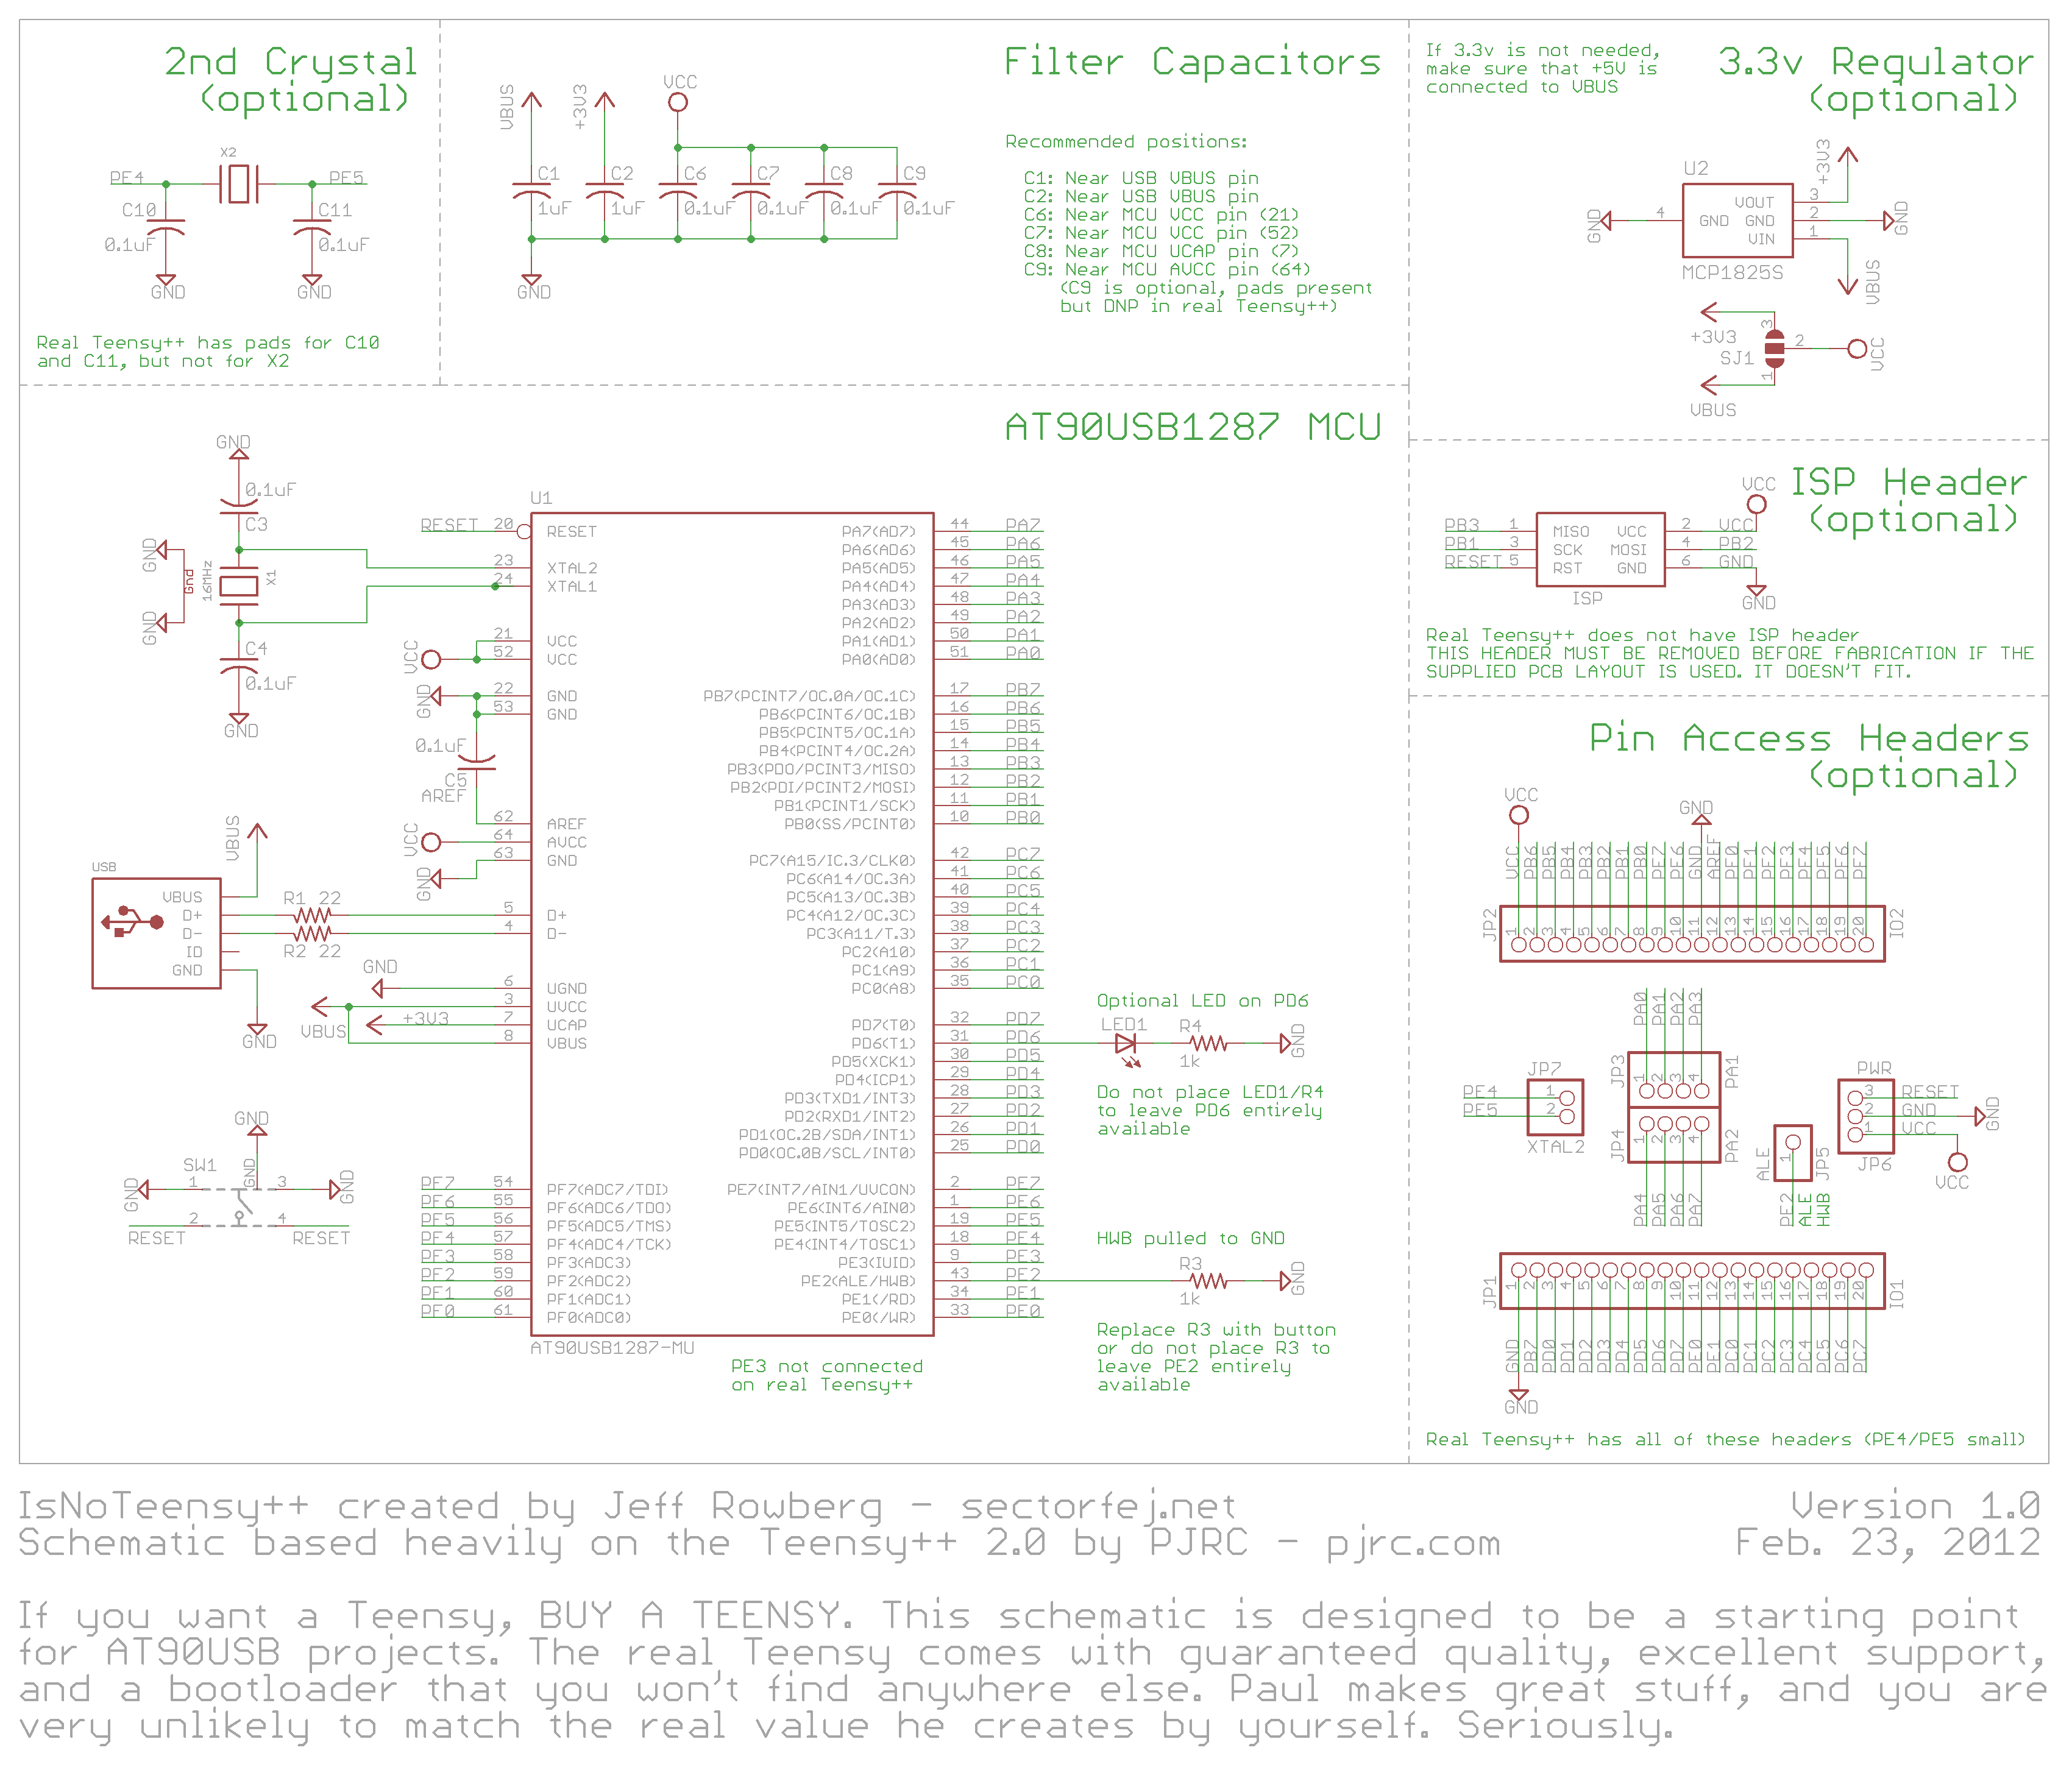 2nd Crystal
(optional)
X2
PE4
PE5
C10
0.1uF
C11
0.1uF
GND
GND
Real Teensy++ has pads for C10
and C11, but not for X2
Filter Capacitors
VBUS
+3V3
VCC
C1
1uF
C2
1uF
C6
0.1uF
C7
0.1uF
C8
0.1uF
C9
0.1uF
GND
Recommended positions:
C1: Near USB VBUS pin
C2: Near USB VBUS pin
C6: Near MCU VCC pin (21)
C7: Near MCU VCC pin (52)
C8: Near MCU UCAP pin (7)
C9: Near MCU AVCC pin (64)
(C9 is optional, pads present
but DNP in real Teensy++)
If 3.3v is not needed,
make sure that +5V is
connected to VBUS
3.3v Regulator
(optional)
U2
+3V3
GND
4
GND
VOUT
GND
VIN
3
2
1
GND
MCP1825S
VBUS
+3V3
SJ1
3
2
1
VCC
VBUS
AT90USB1287 MCU
GND
0.1uF
C3
GND
Gnd
16MHz
X1
GND
C4
0.1uF
GND
U1
RESET 20 RESET
23 XTAL2
24 XTAL1
VCC
21 VCC
52 VCC
GND
22 GND
53 GND
0.1uF
C5
AREF
62 AREF
VCC
64 AVCC
63 GND
GND
USB
VBUS
VBUS
D+
D-
ID
GND
R1 22
R2 22
GND
5 D+
4 D-
GND
6 UGND
3 UVCC
7 UCAP
8 VBUS
VBUS
+3V3
GND
SW1
GND
GND
1
3
GND
2
4
RESET
RESET
PF7 54 PF7(ADC7/TDI)
PF6 55 PF6(ADC6/TDO)
PF5 56 PF5(ADC5/TMS)
PF4 57 PF4(ADC4/TCK)
PF3 58 PF3(ADC3)
PF2 59 PF2(ADC2)
PF1 60 PF1(ADC1)
PF0 61 PF0(ADC0)
PA7(AD7) 44 PA7
PA6(AD6) 45 PA6
PA5(AD5) 46 PA5
PA4(AD4) 47 PA4
PA3(AD3) 48 PA3
PA2(AD2) 49 PA2
PA1(AD1) 50 PA1
PA0(AD0) 51 PA0
PB7(PCINT7/OC.0A/OC.1C) 17 PB7
PB6(PCINT6/OC.1B) 16 PB6
PB5(PCINT5/OC.1A) 15 PB5
PB4(PCINT4/OC.2A) 14 PB4
PB3(PDO/PCINT3/MISO) 13 PB3
PB2(PDI/PCINT2/MOSI) 12 PB2
PB1(PCINT1/SCK) 11 PB1
PB0(SS/PCINT0) 10 PB0
PC7(A15/IC.3/CLK0) 42 PC7
PC6(A14/OC.3A) 41 PC6
PC5(A13/OC.3B) 40 PC5
PC4(A12/OC.3C) 39 PC4
PC3(A11/T.3) 38 PC3
PC2(A10) 37 PC2
PC1(A9) 36 PC1
PC0(A8) 35 PC0
PD7(T0) 32 PD7
PD6(T1) 31 PD6
PD5(XCK1) 30 PD5
PD4(ICP1) 29 PD4
PD3(TXD1/INT3) 28 PD3
PD2(RXD1/INT2) 27 PD2
PD1(OC.2B/SDA/INT1) 26 PD1
PD0(OC.0B/SCL/INT0) 25 PD0
PE7(INT7/AIN1/UVCON) 2 PE7
PE6(INT6/AIN0) 1 PE6
PE5(INT5/TOSC2) 19 PE5
PE4(INT4/TOSC1) 18 PE4
PE3(IUID) 9 PE3
PE2(ALE/HWB) 43 PE2
PE1(/RD) 34 PE1
PE0(/WR) 33 PE0
AT90USB1287-MU
PE3 not connected
on real Teensy++
Optional LED on PD6
LED1
R4
1k
GND
Do not place LED1/R4
to leave PD6 entirely
available
HWB pulled to GND
R3
1k
GND
Replace R3 with button
or do not place R3 to
leave PE2 entirely
available
ISP Header
(optional)
VCC
PB3 1 MISO VCC 2 VCC
PB1 3 SCK MOSI 4 PB2
RESET 5 RST GND 6 GND
ISP
GND
Real Teensy++ does not have ISP header
THIS HEADER MUST BE REMOVED BEFORE FABRICATION IF THE
SUPPLIED PCB LAYOUT IS USED. IT DOESN'T FIT.
Pin Access Headers
(optional)
VCC
GND
VCC PB6 PB5 PB4 PB3 PB2 PB1 PB0 PE7 PE6 GND AREF PF0 PF1 PF2 PF3 PF4 PF5 PF6 PF7
JP2
1 2 3 4 5 6 7 8 9 10 11 12 13 14 15 16 17 18 19 20
IO2
PA0 PA1 PA2 PA3
JP3
1 2 3 4
PA1
JP4
1 2 3 4
PA2
PA4 PA5 PA6 PA7
JP7
PE4 1
PE5 2
XTAL2
ALE
1
JP5
PE2
ALE
HWB
PWR
3 RESET
2 GND
1 VCC
JP6
GND
VCC
JP1
1 2 3 4 5 6 7 8 9 10 11 12 13 14 15 16 17 18 19 20
IO1
GND PB7 PD0 PD1 PD2 PD3 PD4 PD5 PD6 PD7 PE0 PE1 PC0 PC1 PC2 PC3 PC4 PC5 PC6 PC7
GND
Real Teensy++ has all of these headers (PE4/PE5 small)
IsNoTeensy++ created by Jeff Rowberg - sectorfej.net
Schematic based heavily on the Teensy++ 2.0 by PJRC - pjrc.com
Version 1.0
Feb. 23, 2012
If you want a Teensy, BUY A TEENSY. This schematic is designed to be a starting point
for AT90USB projects. The real Teensy comes with guaranteed quality, excellent support,
and a bootloader that you won't find anywhere else. Paul makes great stuff, and you are
very unlikely to match the real value he creates by yourself. Seriously.